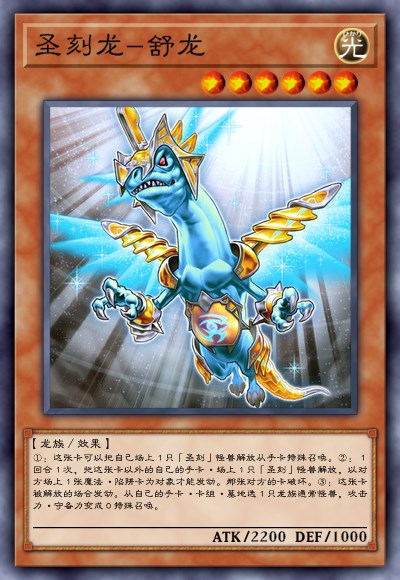 圣刻龙-舒龙
光
【龙族／效果】
①：这张卡可以把自己场上1只「圣刻」怪兽解放从手卡特殊召唤。②：1
回合1次，把这张卡以外的自己的手卡·场上1只「圣刻」怪兽解放，以对
方场上1张魔法·陷阱卡为对象才能发动。那张对方的卡破坏。③：这张卡
被解放的场合发动。从自己的手卡·卡组·墓地选1只龙族通常怪兽，攻击
力·守备力变成0特殊召唤。
ATK/2200 DEF/1000